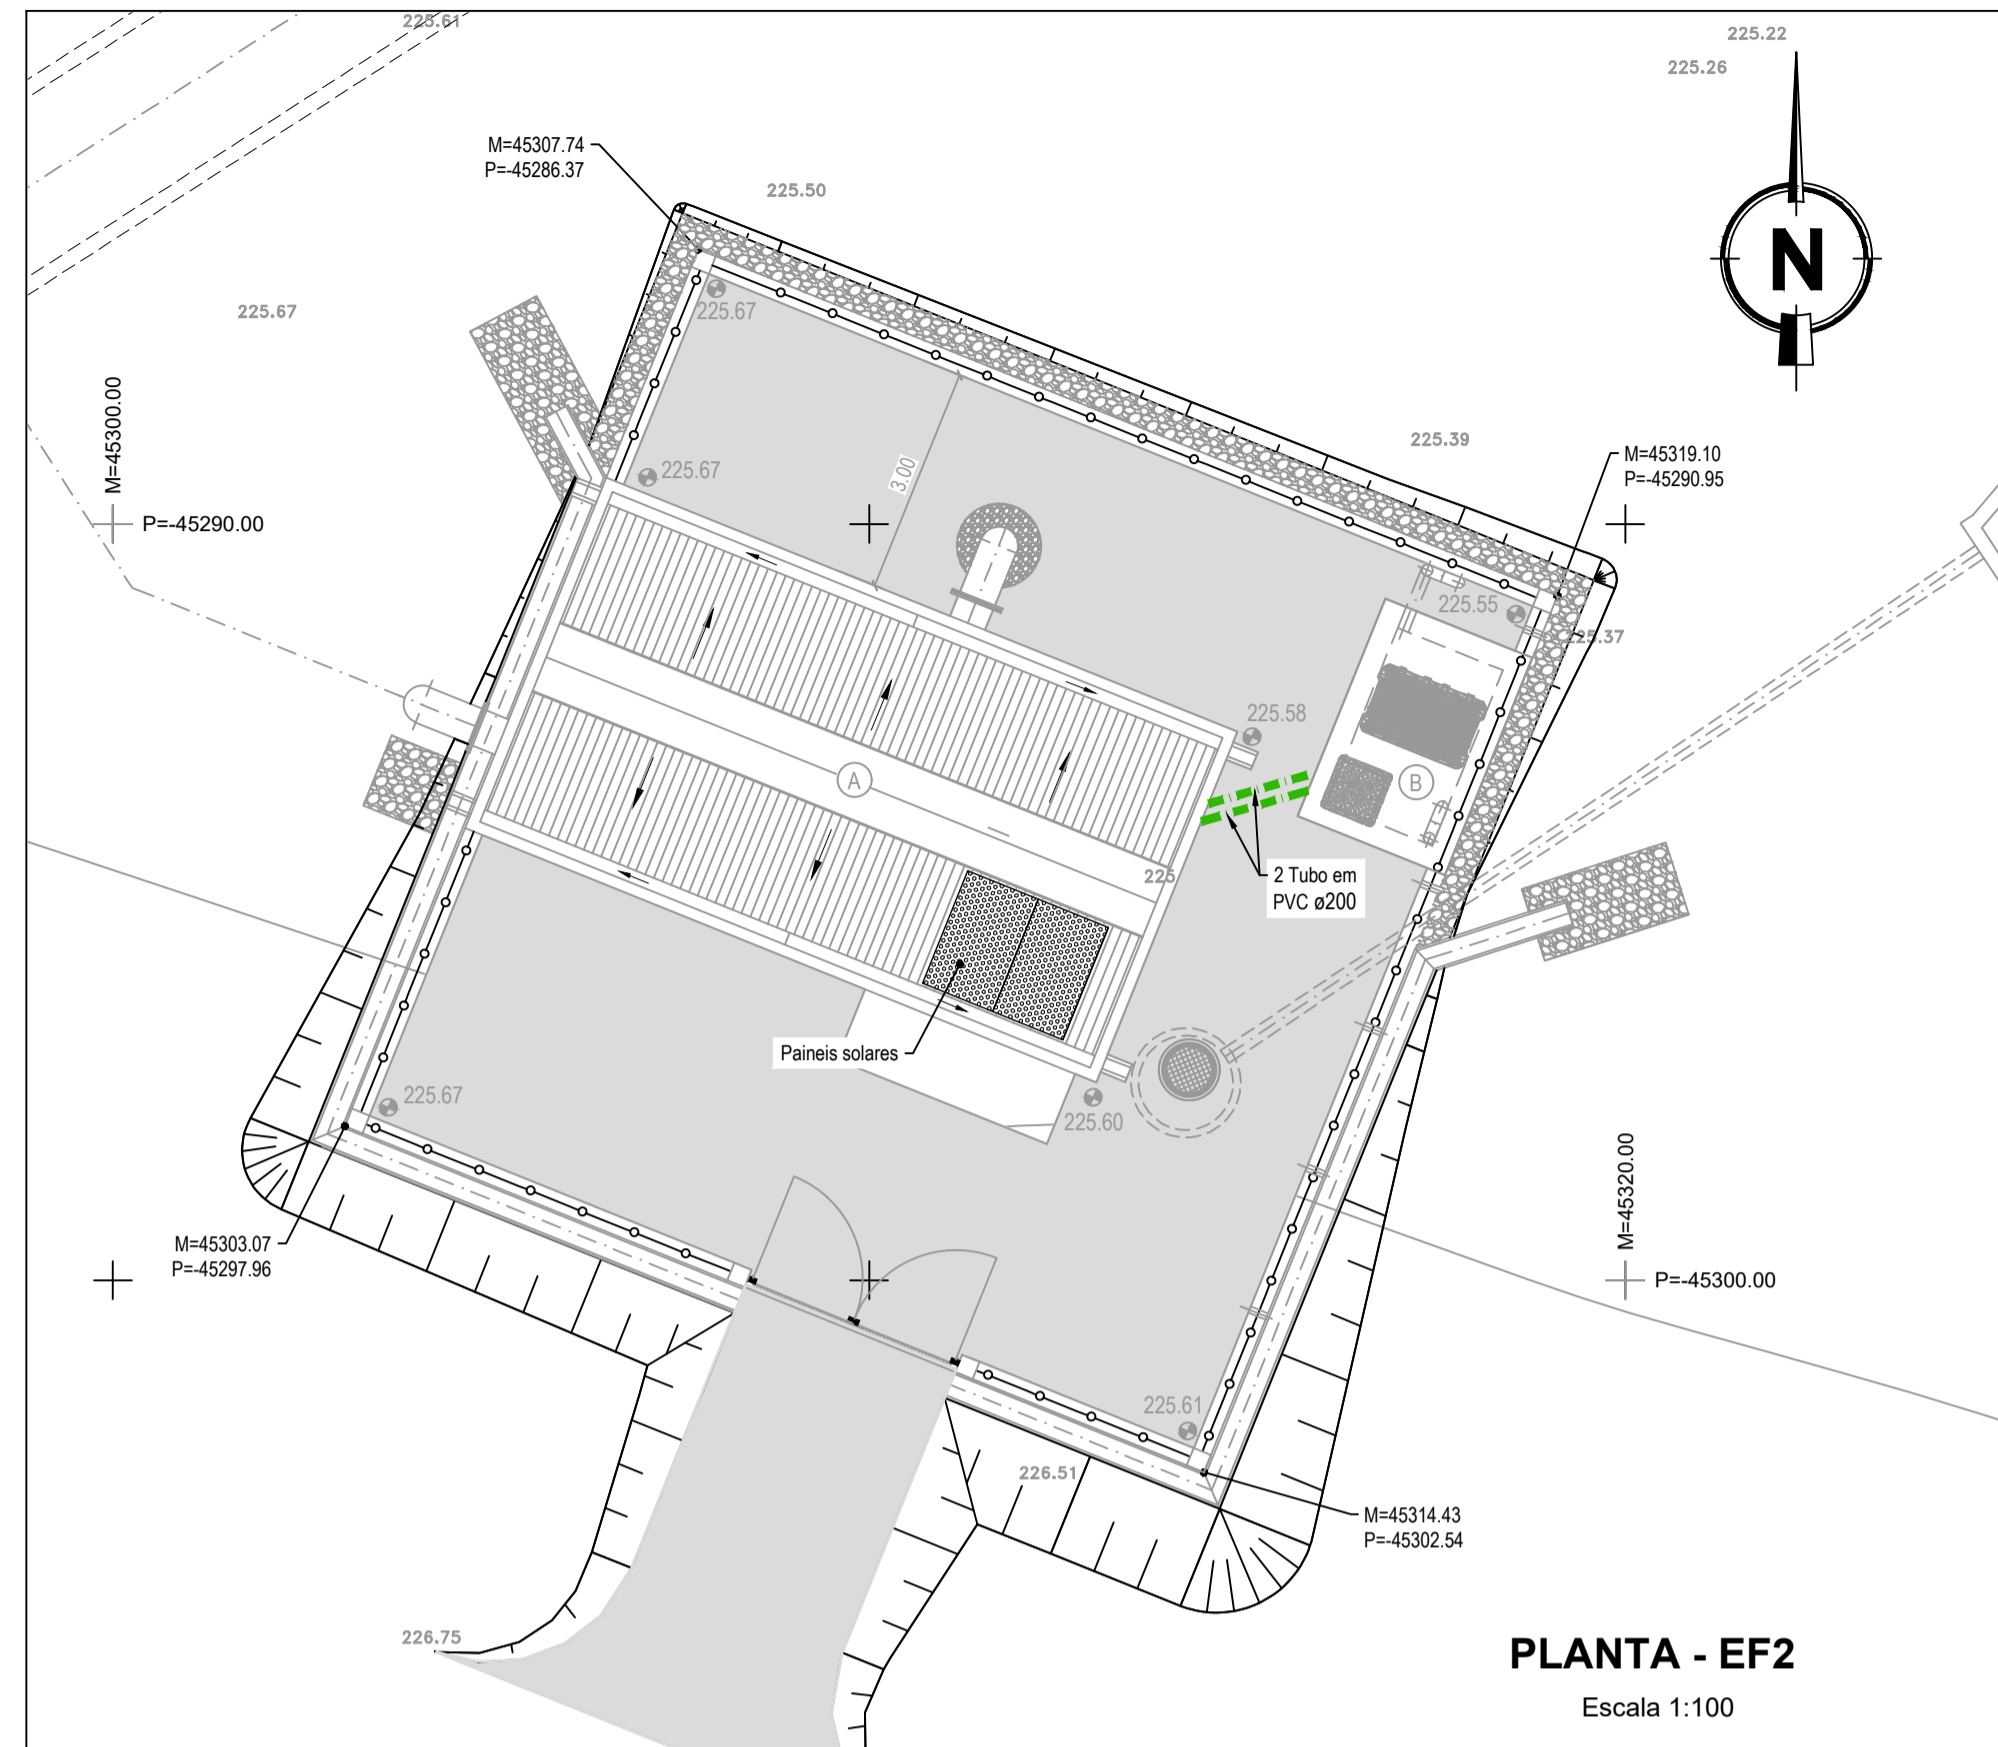 225.61
225.22
225.26
M=45307.74
P=-45286.37
225.50
N
225.67
225.67
M=45300.00
P=-45290.00
225.67
3.00
225.39
M=45319.10
P=-45290.95
225.55
225.37
225.58
A
B
225
2 Tubo em
PVC ø200
Paineis solares
225.67
225.60
M=45303.07
P=-45297.96
M=45320.00
P=-45300.00
225.61
226.51
M=45314.43
P=-45302.54
226.75
PLANTA - EF2
Escala 1:100